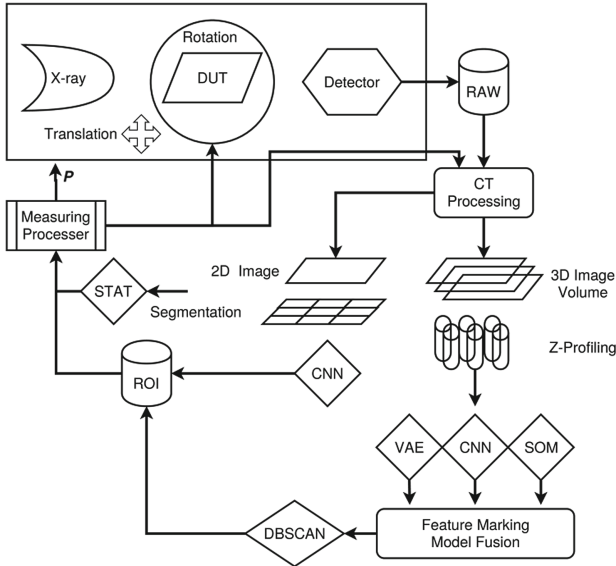 Rotation
X-ray
DUT
Detector
RAW
Translation
P
Measuring
Processer
CT
Processing
2D Image
3D Image
Volume
STAT
Segmentation
Z-Profiling
ROI
CNN
VAE
CNN
SOM
DBSCAN
Feature Marking
Model Fusion